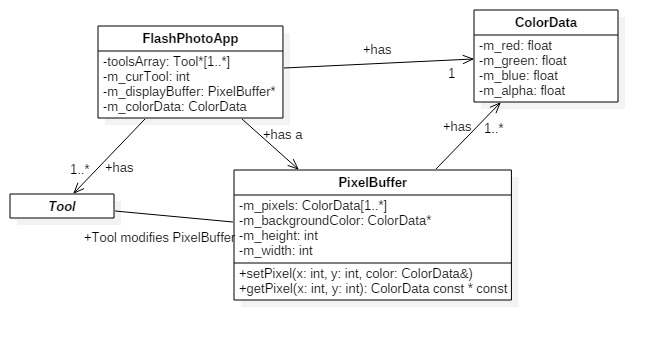 ColorData
-m_red: float
-m_green: float
-m_blue: float
-m_alpha: float
FlashPhotoApp
-toolsArray: Tool*[1..*]
-m_curTool: int
-m_displayBuffer: PixelBuffer*
-m_colorData: ColorData
+has
1
+has a
+has
1..*
1..*
+has
Tool
+Tool modifies PixelBuffer
PixelBuffer
-m_pixels: ColorData[1..*]
-m_backgroundColor: ColorData*
-m_height: int
-m_width: int
+setPixel(x: int, y: int, color: ColorData&)
+getPixel(x: int, y: int): ColorData const * const